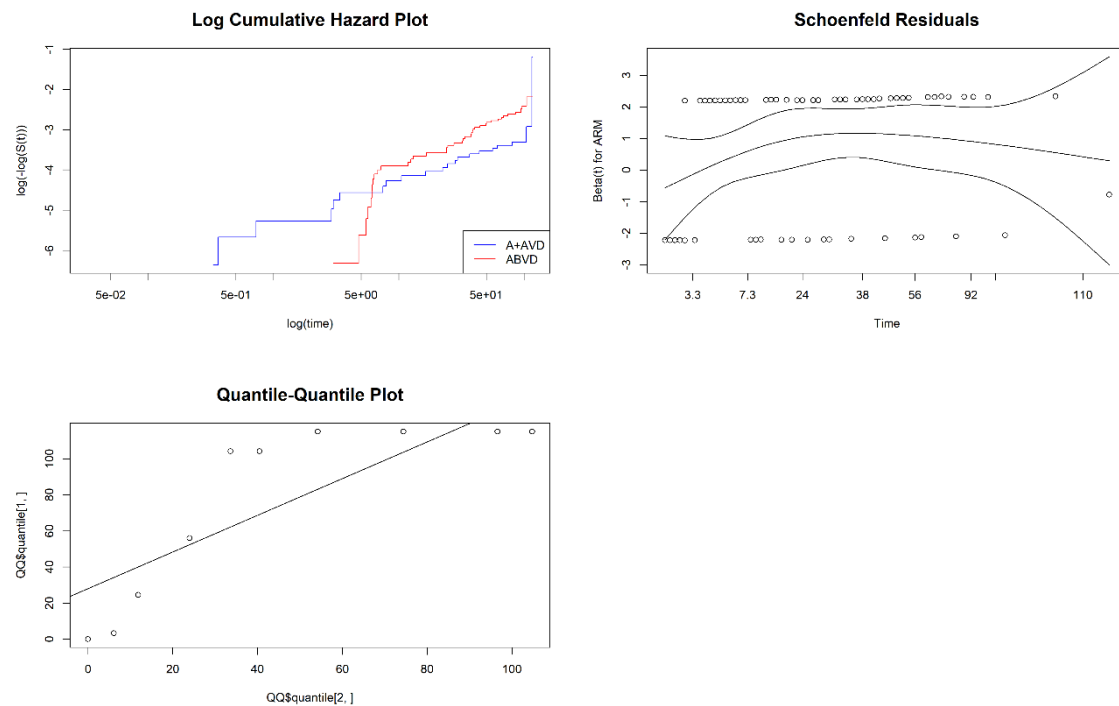 Log Cumulative Hazard Plot
log(-log(S(t)))
-1
-2
-3
-4
-5
-6
5e-02
5e-01
5e+00
5e+01
log(time)
A+AVD
ABVD
Schoenfeld Residuals
Beta(t) for ARM
3
2
1
0
-1
-2
-3
3.3
7.3
24
38
56
92
110
Time
Quantile-Quantile Plot
QQ$quantile[1, ]
100
80
60
40
20
0
0
20
40
60
80
100
QQ$quantile[2, ]